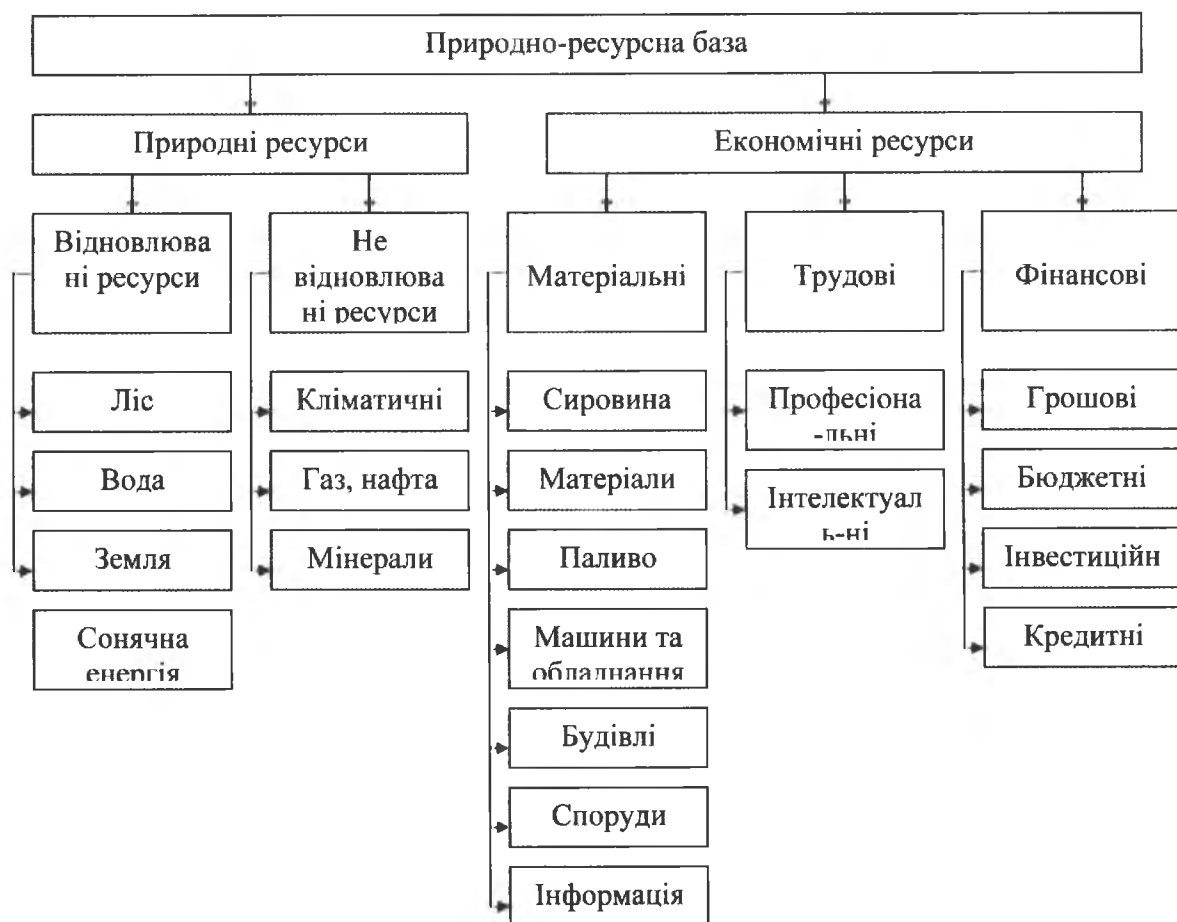 Природно-ресурсна база
Природні ресурси
Економічні ресурси
Відновлюва
ні ресурси
Не
відновлюва
ні ресурси
Матеріальні
Трудові
Фінансові
Ліс
Кліматичні
Сировина
Професіона
-льні
Грошові
Вода
Газ, нафта
Матеріали
Інтелектуал
ь-ні
Бюджетні
Земля
Мінерали
Паливо
Інвестиційн
Сонячна
енергія
Машини та
обладнання
Кредитні
Будівлі
Споруди
Інформація